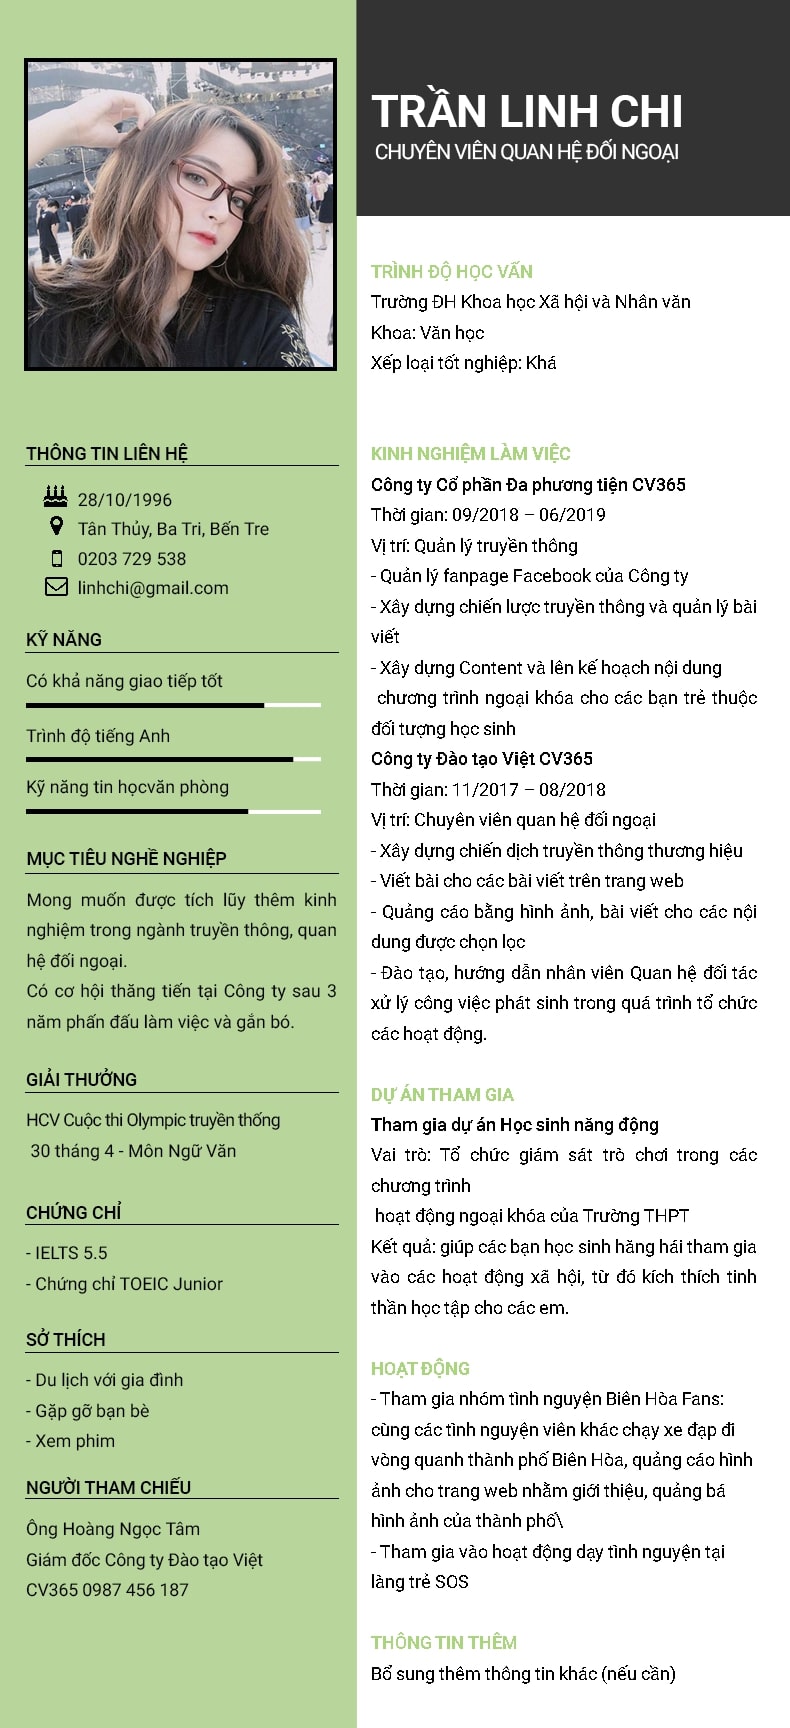 TRẦN LINH CHI
CHUYÊN VIÊN QUAN HỆ ĐỐI NGOẠI
THÔNG TIN LIÊN HỆ
28/10/1996
Tân Thủy, Ba Tri, Bến Tre
0203 729 538
linhchi@gmail.com
KỸ NĂNG
Có khả năng giao tiếp tốt
Trình độ tiếng Anh
Kỹ năng tin họcvăn phòng
MỤC TIÊU NGHỀ NGHIỆP
Mong muốn được tích lũy thêm kinh
nghiệm trong ngành truyền thông, quan
hệ đối ngoại.
Có cơ hội thăng tiến tại Công ty sau 3
năm phấn đấu làm việc và gắn bó.
GIẢI THƯỞNG
HCV Cuộc thi Olympic truyền thống
30 tháng 4 - Môn Ngữ Văn
CHỨNG CHỈ
- IELTS 5.5
- Chứng chỉ TOEIC Junior
SỞ THÍCH
- Du lịch với gia đình
- Gặp gỡ bạn bè
- Xem phim
NGƯỜI THAM CHIẾU
Ông Hoàng Ngọc Tâm
Giám đốc Công ty Đào tạo Việt
CV365 0987 456 187
TRÌNH ĐỘ HỌC VẤN
Trường ĐH Khoa học Xã hội và Nhân văn
Khoa: Văn học
Xếp loại tốt nghiệp: Khá
KINH NGHIỆM LÀM VIỆC
Công ty Cổ phần Đa phương tiện CV365
Thời gian: 09/2018 – 06/2019
Vị trí: Quản lý truyền thông
- Quản lý fanpage Facebook của Công ty
- Xây dựng chiến lược truyền thông và quản lý bài
viết
- Xây dựng Content và lên kế hoạch nội dung
chương trình ngoại khóa cho các bạn trẻ thuộc
đối tượng học sinh
Công ty Đào tạo Việt CV365
Thời gian: 11/2017 – 08/2018
Vị trí: Chuyên viên quan hệ đối ngoại
- Xây dựng chiến dịch truyền thông thương hiệu
- Viết bài cho các bài viết trên trang web
- Quảng cáo bằng hình ảnh, bài viết cho các nội
dung được chọn lọc
- Đào tạo, hướng dẫn nhân viên Quan hệ đối tác
xử lý công việc phát sinh trong quá trình tổ chức
các hoạt động.
DỰ ÁN THAM GIA
Tham gia dự án Học sinh năng động
Vai trò: Tổ chức giám sát trò chơi trong các
chương trình
hoạt động ngoại khóa của Trường THPT
Kết quả: giúp các bạn học sinh hăng hái tham gia
vào các hoạt động xã hội, từ đó kích thích tinh
thần học tập cho các em.
HOẠT ĐỘNG
- Tham gia nhóm tình nguyện Biên Hòa Fans:
cùng các tình nguyện viên khác chạy xe đạp đi
vòng quanh thành phố Biên Hòa, quảng cáo hình
ảnh cho trang web nhằm giới thiệu, quảng bá
hình ảnh của thành phố\
- Tham gia vào hoạt động dạy tình nguyện tại
làng trẻ SOS
THÔNG TIN THÊM
Bổ sung thêm thông tin khác (nếu cần)